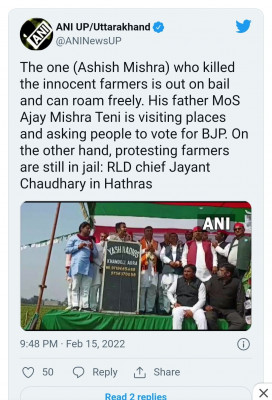 ANI UP/Uttarakhand
@ANINewsUP
The one (Ashish Mishra) who killed
the innocent farmers is out on bail
and can roam freely. His father MoS
Ajay Mishra Teni is visiting places
and asking people to vote for BJP. On
the other hand, protesting farmers
are still in jail: RLD chief Jayant
Chaudhary in Hathras
ANI
9:48 PM · Feb 15, 2022
50
Reply
Share
Read 2 replies